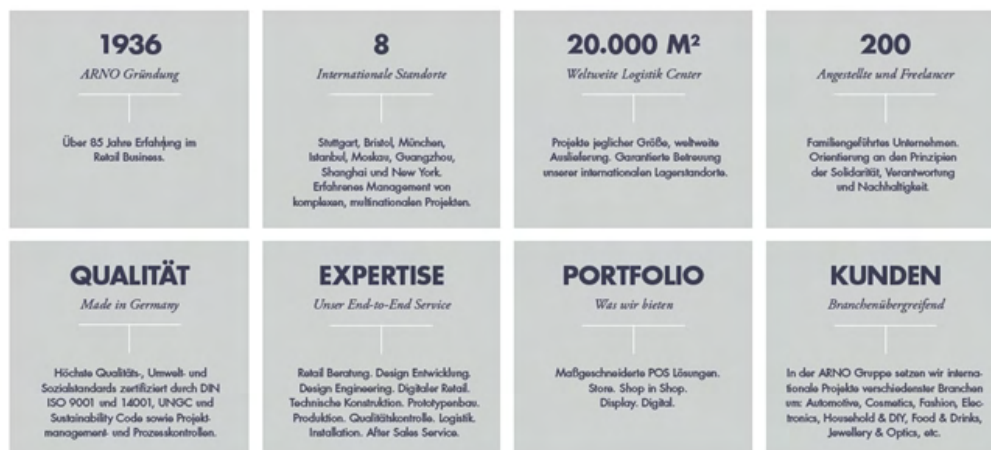 1936
ARNO Gründung
Über 85 Jahre Erfahrung im
Retail Business.
8
Internationale Standorte
Stuttgart, Bristol, München,
Istanbul, Moskau, Guangzhou,
Shanghai und New York.
Erfahrenes Management von
komplexen, multinationalen Projekten.
20.000 M²
Weltweite Logistik Center
Projekte jeglicher Größe, weltweite
Auslieferung. Garantierte Betreuung
unserer internationalen Lagerstandorte.
200
Angestellte und Freelancer
Familiengeführtes Unternehmen.
Orientierung an den Prinzipien
der Solidarität, Verantwortung
und Nachhaltigkeit.
QUALITÄT
Made in Germany
Höchste Qualitäts-, Umwelt- und
Sozialstandards zertifiziert durch DIN
ISO 9001 und 14001, UNGC und
Sustainability Code sowie Projekt-
management- und Prozesskontrollen.
EXPERTISE
Unser End-to-End Service
Retail Beratung. Design Entwicklung.
Design Engineering. Digitaler Retail.
Technische Konstruktion. Prototypenbau.
Produktion. Qualitätskontrolle. Logistik.
Installation. After Sales Service.
PORTFOLIO
Was wir bieten
Maßgeschneiderte POS Lösungen.
Store. Shop in Shop.
Display. Digital.
KUNDEN
Branchenübergreifend
In der ARNO Gruppe setzen wir interna-
tionale Projekte verschiedenster Branchen
um: Automotive, Cosmetics, Fashion, Elec-
tronics, Household & DIY, Food & Drinks,
Jewellery & Optics, etc.